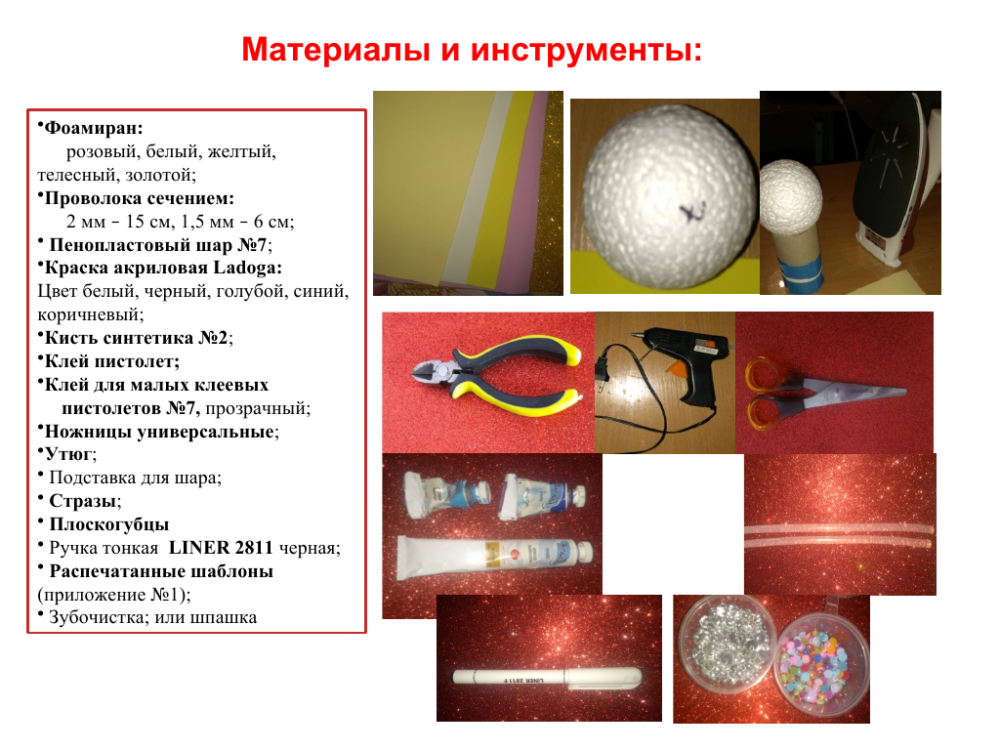 Материалы и инструменты:
•Фоамиран:
розовый, белый, желтый,
телесный, золотой;
•Проволока сечением:
2 мм – 15 см, 1,5 мм – 6 см;
• Пенопластовый шар №7;
•Краска акриловая Ladoga:
Цвет белый, черный, голубой, синий,
коричневый;
•Кисть синтетика №2;
•Клей пистолет;
•Клей для малых клеевых
пистолетов №7, прозрачный;
•Ножницы универсальные;
•Утюг;
• Подставка для шара;
• Стразы;
• Плоскогубцы
• Ручка тонкая LINER 2811 черная;
• Распечатанные шаблоны
(приложение №1);
• Зубочистка; или шпашка
LINER 2811 F